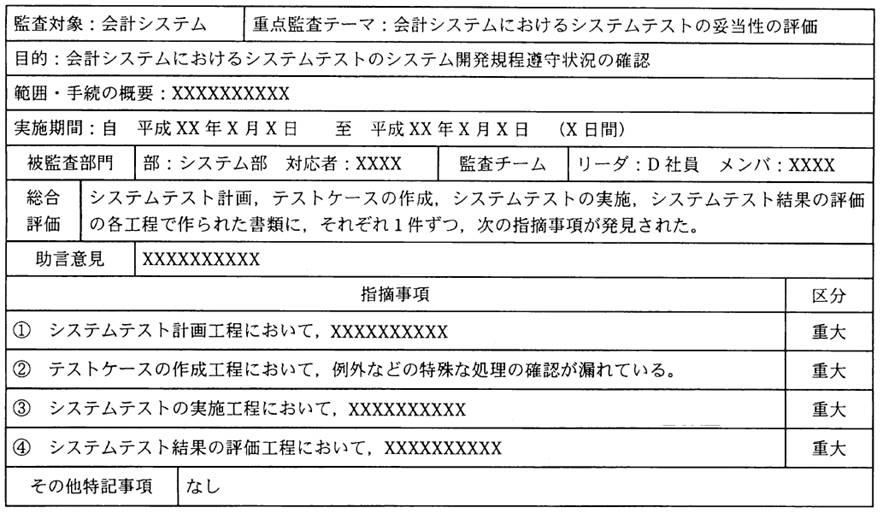 監査対象：会計システム　重点監査テーマ：会計システムにおけるシステムテストの妥当性の評価
目的：会計システムにおけるシステムテストのシステム開発規程遵守状況の確認
範囲・手続の概要：XXXXXXXXXX
実施期間：自　平成XX年X月X日　至　平成XX年X月X日　（X日間）
被監査部門　部：システム部　対応者：XXXX　監査チーム　リーダ：D社員　メンバ：XXXX
総合評価　システムテスト計画，テストケースの作成，システムテストの実施，システムテスト結果の評価
の各工程で作られた書類に，それぞれ1件ずつ，次の指摘事項が発見された。
助言意見　XXXXXXXXXX
指摘事項　区分
①　システムテスト計画工程において，XXXXXXXXXX　重大
②　テストケースの作成工程において，例外などの特殊な処理の確認が漏れている。　重大
③　システムテストの実施工程において，XXXXXXXXXX　重大
④　システムテスト結果の評価工程において，XXXXXXXXXX　重大
その他特記事項　なし